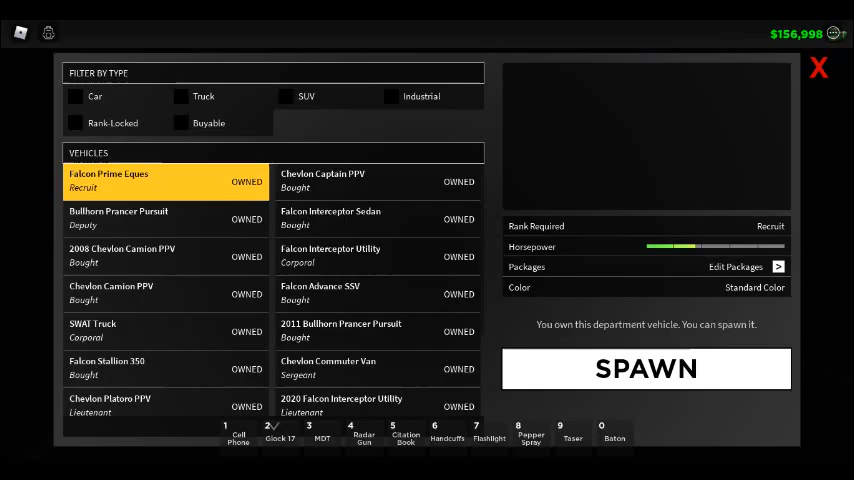 $156,998
X
FILTER BY TYPE
Car Truck SUV Industrial
Rank-Locked Buyable
VEHICLES
Falcon Prime Eques
Recruit
OWNED
Chevlon Captain PPV
Bought
OWNED
Bullhorn Prancer Pursuit
Deputy
OWNED
Falcon Interceptor Sedan
Bought
OWNED
2008 Chevlon Camion PPV
Bought
OWNED
Falcon Interceptor Utility
Corporal
OWNED
Chevlon Camion PPV
Bought
OWNED
Falcon Advance SSV
Bought
OWNED
SWAT Truck
Corporal
OWNED
2011 Bullhorn Prancer Pursuit
Bought
OWNED
Falcon Stallion 350
Bought
OWNED
Chevlon Commuter Van
Sergeant
OWNED
Chevlon Platoro PPV
Lieutenant
OWNED
2020 Falcon Interceptor Utility
Lieutenant
OWNED
Rank Required Recruit
Horsepower
Packages Edit Packages >
Color Standard Color
You own this department vehicle. You can spawn it.
SPAWN
1
Cell
Phone
2
Glock 17
3
MDT
4
Radar
Gun
5
Citation
Book
6
Handcuffs
7
Flashlight
8
Pepper
Spray
9
Taser
0
Baton